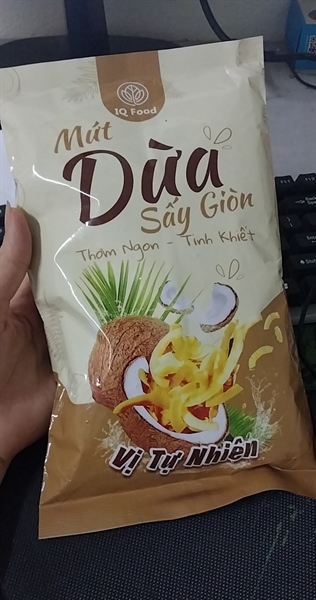 IQ Food
Mứt
Dừa
Sấy Giòn
Thơm Ngon - Tinh Khiết
Vị Tự Nhiên